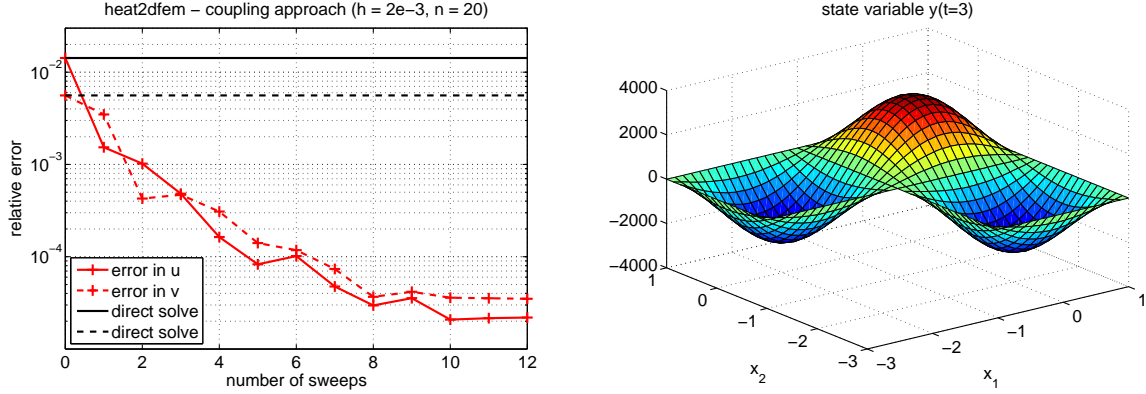 heat2dfem − coupling approach (h = 2e−3, n = 20)
10−2
10−3
10−4
relative error
error in u
error in v
direct solve
direct solve
0 2 4 6 8 10 12
number of sweeps
state variable y(t=3)
4000
2000
0
−2000
−4000
1
0
−1
−2
−3
x2
−3
−2
−1
0
1
x1